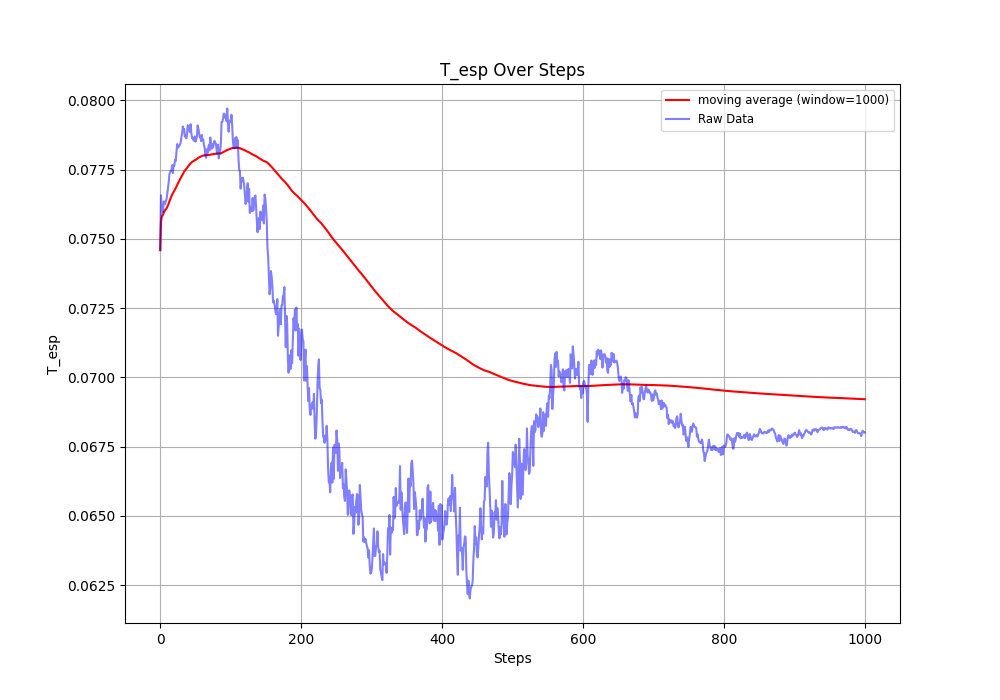 T_esp Over Steps
moving average (window=1000)
Raw Data
T_esp
0.0800
0.0775
0.0750
0.0725
0.0700
0.0675
0.0650
0.0625
0
200
400
600
800
1000
Steps